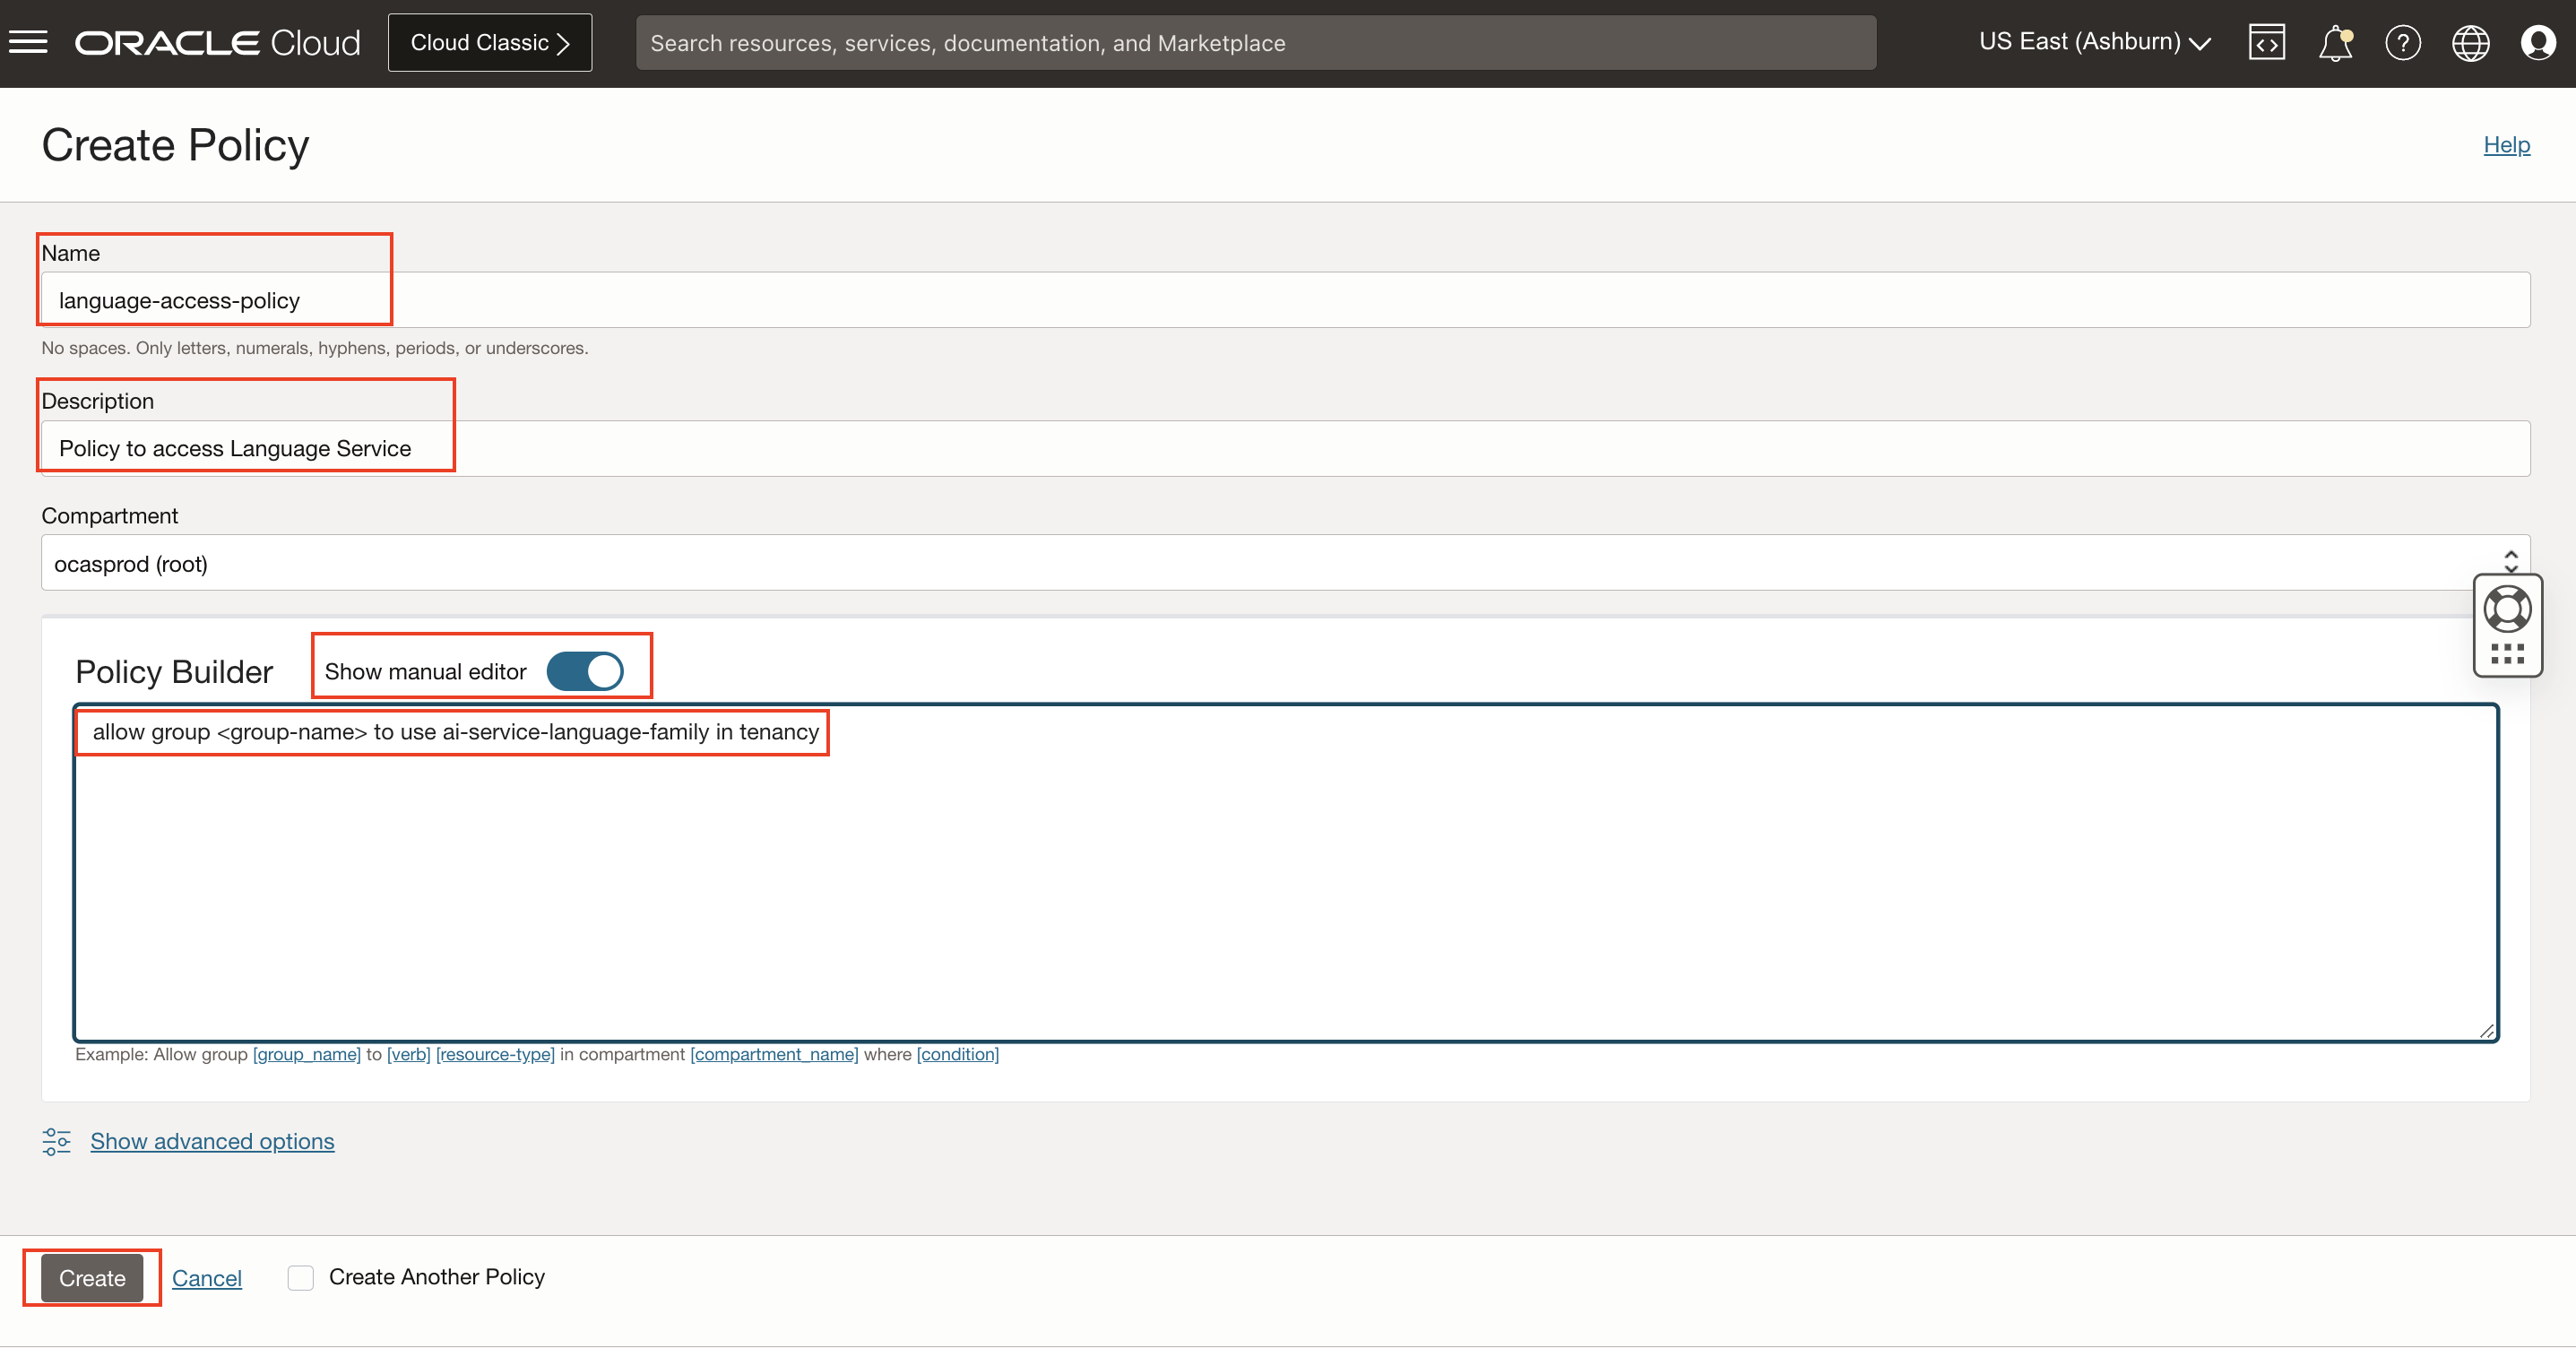 ORACLE Cloud
Cloud Classic
Search resources, services, documentation, and Marketplace
US East (Ashburn)
Create Policy
Help
Name
language-access-policy
No spaces. Only letters, numerals, hyphens, periods, or underscores.
Description
Policy to access Language Service
Compartment
ocasprod (root)
Policy Builder
Show manual editor
allow group <group-name> to use ai-service-language-family in tenancy
Example: Allow group [group_name] to [verb] [resource-type] in compartment [compartment_name] where [condition]
Show advanced options
Create
Cancel
Create Another Policy